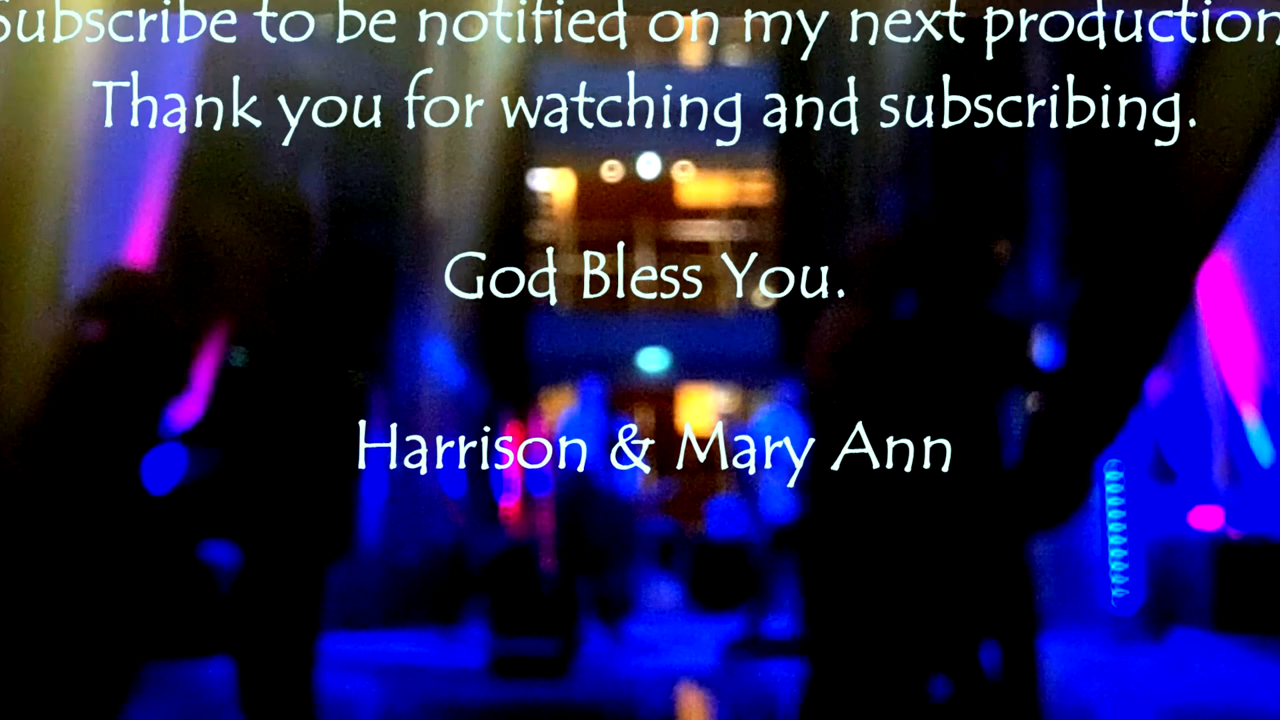 Subscribe to be notified on my next production
Thank you for watching and subscribing.
God Bless You.
Harrison & Mary Ann